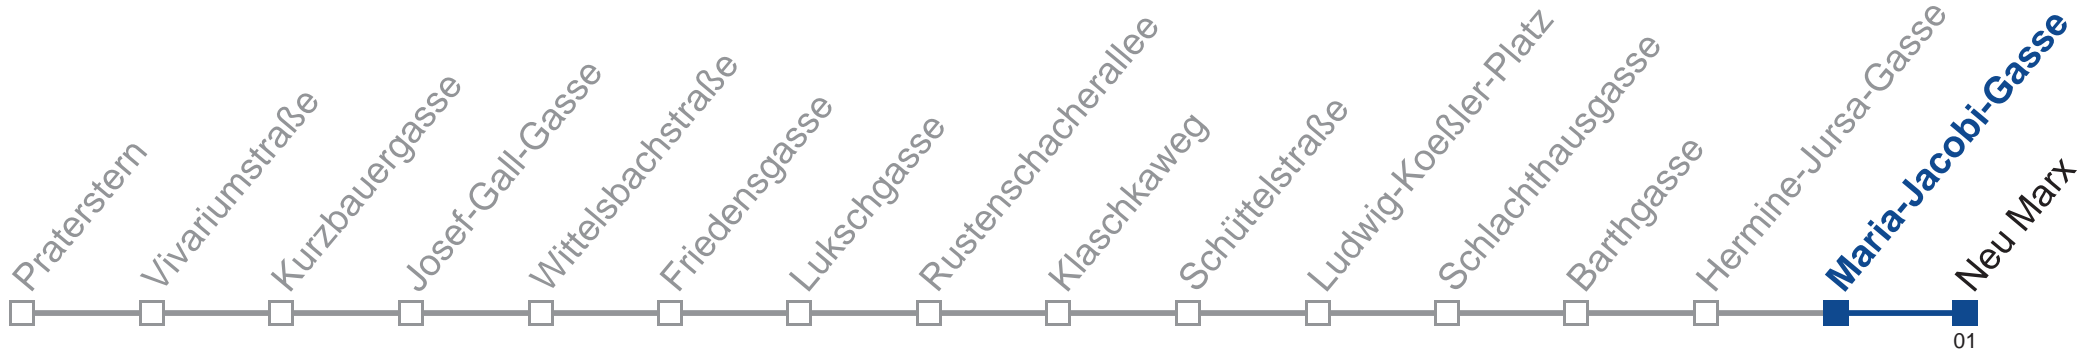 Praterstern
Vivariumstraße
Kurzbauergasse
Josef-Gall-Gasse
Wittelsbachstraße
Friedensgasse
Lukschgasse
Rustenschacherallee
Klaschkaweg
Schüttelstraße
Ludwig-Koeßler-Platz
Schlachthausgasse
Barthgasse
Hermine-Jursa-Gasse
Maria-Jacobi-Gasse
Neu Marx
01